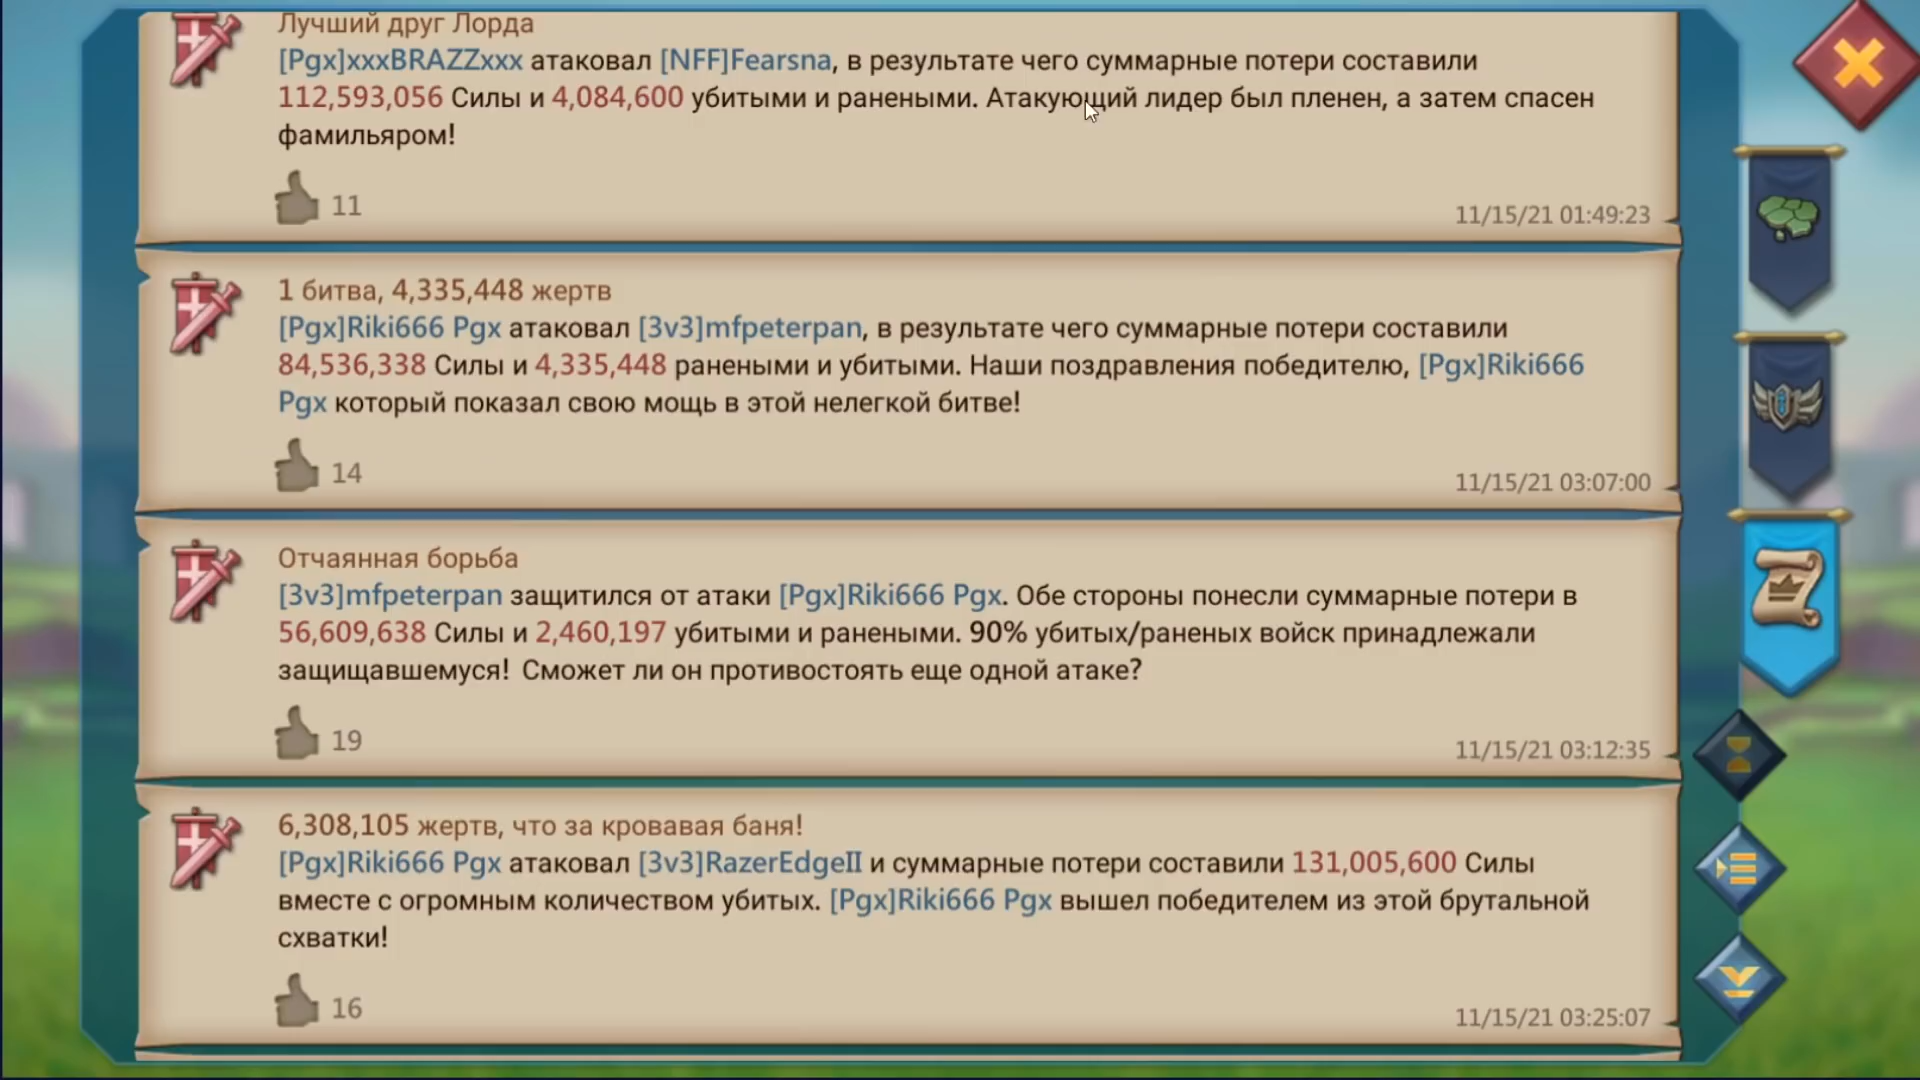 Лучший друг Лорда
[Pgx]xxxBRAZZxxx атаковал [NFF]Fearsna, в результате чего суммарные потери составили
112,593,056 Силы и 4,084,600 убитыми и ранеными. Атакующий лидер был пленен, а затем спасен
фамильяром!
11
11/15/21 01:49:23
1 битва, 4,335,448 жертв
[Pgx]Riki666 Pgx атаковал [3v3]mfpeterpan, в результате чего суммарные потери составили
84,536,338 Силы и 4,335,448 ранеными и убитыми. Наши поздравления победителю, [Pgx]Riki666
Pgx который показал свою мощь в этой нелегкой битве!
14
11/15/21 03:07:00
Отчаянная борьба
[3v3]mfpeterpan защитился от атаки [Pgx]Riki666 Pgx. Обе стороны понесли суммарные потери в
56,609,638 Силы и 2,460,197 убитыми и ранеными. 90% убитых/раненых войск принадлежали
защищавшемуся! Сможет ли он противостоять еще одной атаке?
19
11/15/21 03:12:35
6,308,105 жертв, что за кровавая баня!
[Pgx]Riki666 Pgx атаковал [3v3]RazerEdgeII и суммарные потери составили 131,005,600 Силы
вместе с огромным количеством убитых. [Pgx]Riki666 Pgx вышел победителем из этой брутальной
схватки!
16
11/15/21 03:25:07